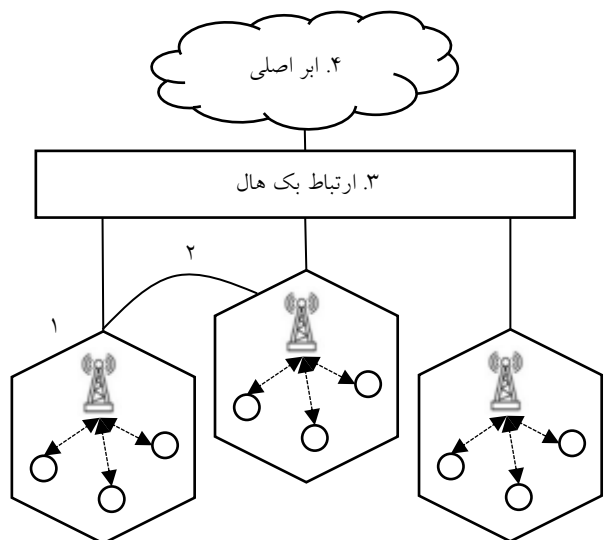 ۴. ابر اصلی
۳. ارتباط بک هال
۲
۱